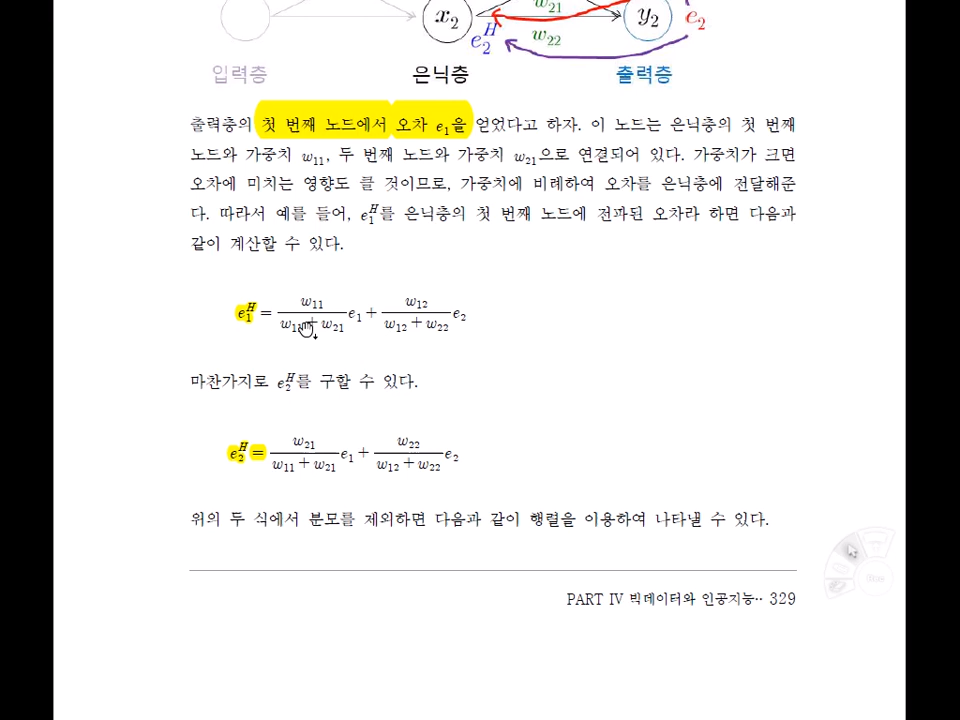 x₂ w₂₁ y₂ e₂
e₂ᴴ w₂₂
입력층 은닉층 출력층
출력층의 첫 번째 노드에서 오차 e₁을 얻었다고 하자. 이 노드는 은닉층의 첫 번째
노드와 가중치 w₁₁, 두 번째 노드와 가중치 w₂₁으로 연결되어 있다. 가중치가 크면
오차에 미치는 영향도 클 것이므로, 가중치에 비례하여 오차를 은닉층에 전달해준
다. 따라서 예를 들어, e₁ᴴ를 은닉층의 첫 번째 노드에 전파된 오차라 하면 다음과
같이 계산할 수 있다.
e₁ᴴ = w₁₁/(w₁₁ + w₂₁) e₁ + w₁₂/(w₁₂ + w₂₂) e₂
마찬가지로 e₂ᴴ를 구할 수 있다.
e₂ᴴ = w₂₁/(w₁₁ + w₂₁) e₁ + w₂₂/(w₁₂ + w₂₂) e₂
위의 두 식에서 분모를 제외하면 다음과 같이 행렬을 이용하여 나타낼 수 있다.
PART Ⅳ 빅데이터와 인공지능·· 329